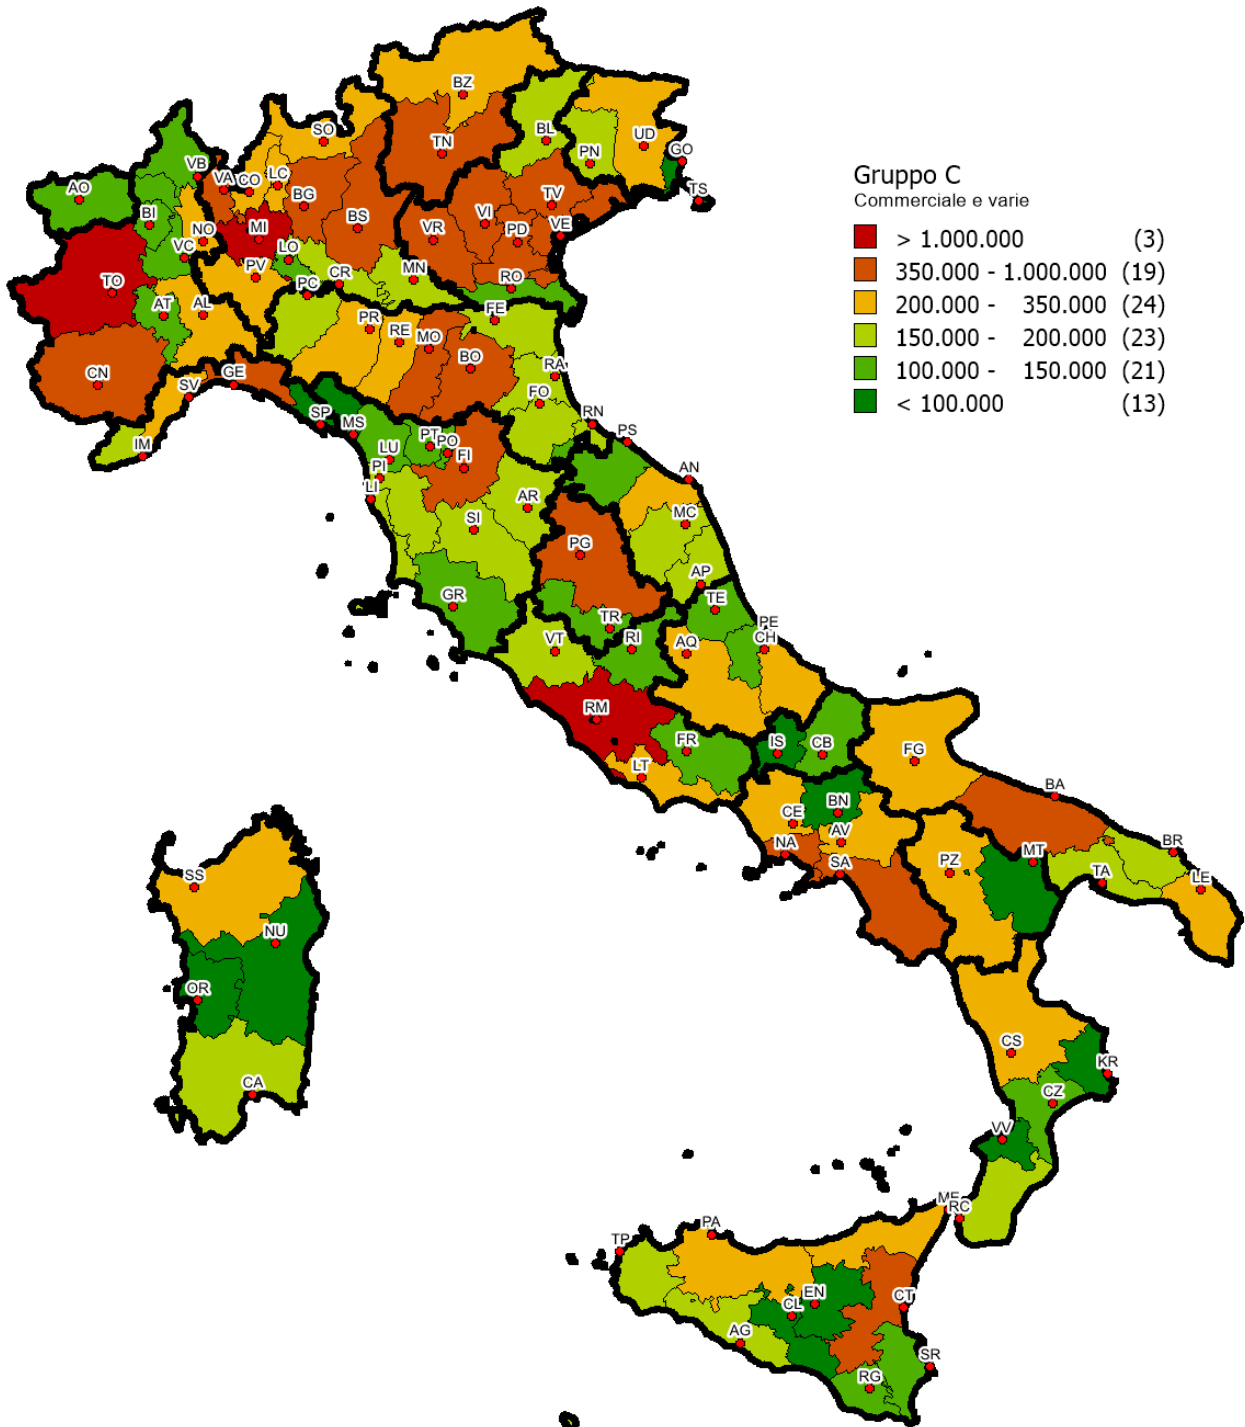 Gruppo C
Commerciale e varie
> 1.000.000 (3)
350.000 - 1.000.000 (19)
200.000 - 350.000 (24)
150.000 - 200.000 (23)
100.000 - 150.000 (21)
< 100.000 (13)
BZ
SO
TN
BL
UD
PN
GO
TS
VB
VA
CO
LC
BG
AO
BI
NO
MI
BS
VR
VI
TV
PD
VE
VC
LO
PV
TO
CR
MN
RO
PC
AT
AL
FE
PR
RE
MO
BO
RA
CN
GE
SV
FO
SP
MS
RN
PS
IM
LU
PT
PO
FI
PI
LI
AN
AR
SI
MC
PG
AP
GR
TE
TR
PE
CH
VT
RI
AQ
RM
FR
IS
CB
LT
FG
BA
CE
BN
NA
AV
SA
PZ
MT
BR
TA
LE
SS
NU
OR
CA
CS
KR
CZ
VV
ME
RC
PA
TP
EN
CL
CT
AG
SR
RG